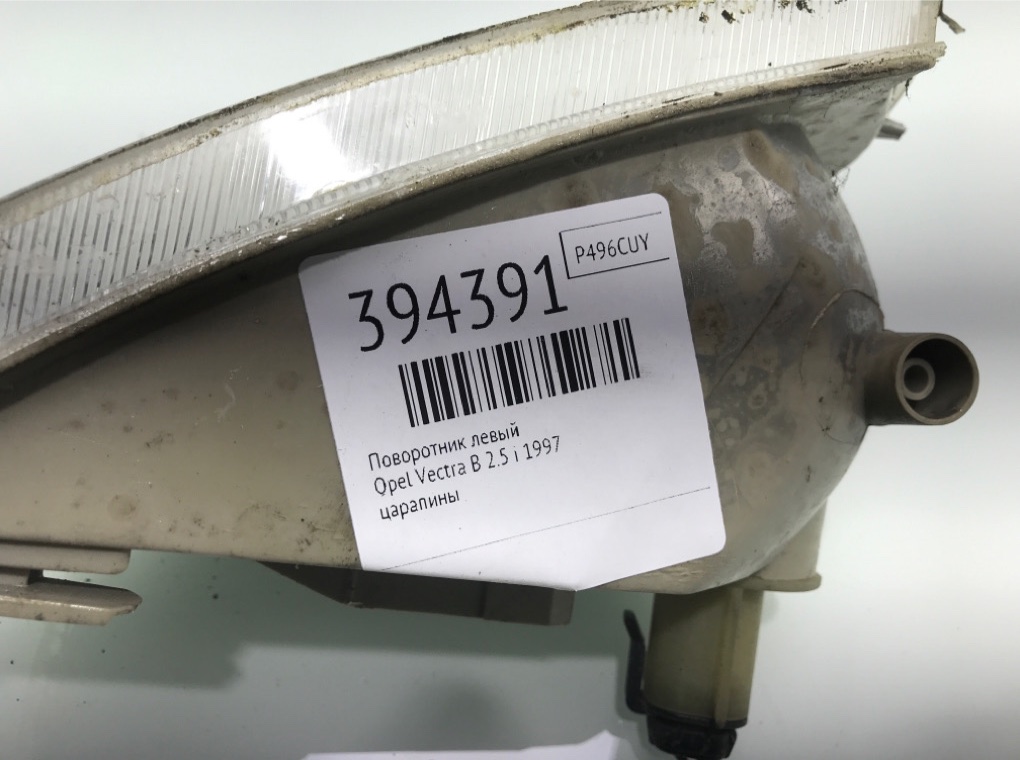 394391
P496CUY
Поворотник левый
Opel Vectra B 2.5 i 1997
царапины